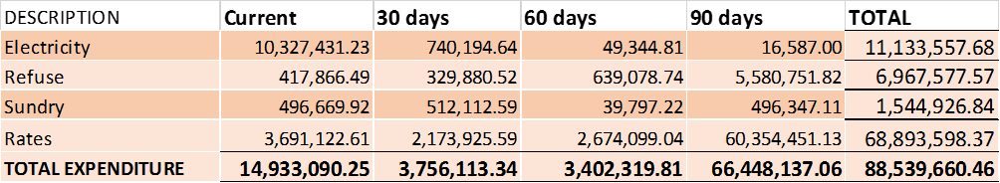 DESCRIPTION Current 30 days 60 days 90 days TOTAL
Electricity 10,327,431.23 740,194.64 49,344.81 16,587.00 11,133,557.68
Refuse 417,866.49 329,880.52 639,078.74 5,580,751.82 6,967,577.57
Sundry 496,669.92 512,112.59 39,797.22 496,347.11 1,544,926.84
Rates 3,691,122.61 2,173,925.59 2,674,099.04 60,354,451.13 68,893,598.37
TOTAL EXPENDITURE 14,933,090.25 3,756,113.34 3,402,319.81 66,448,137.06 88,539,660.46